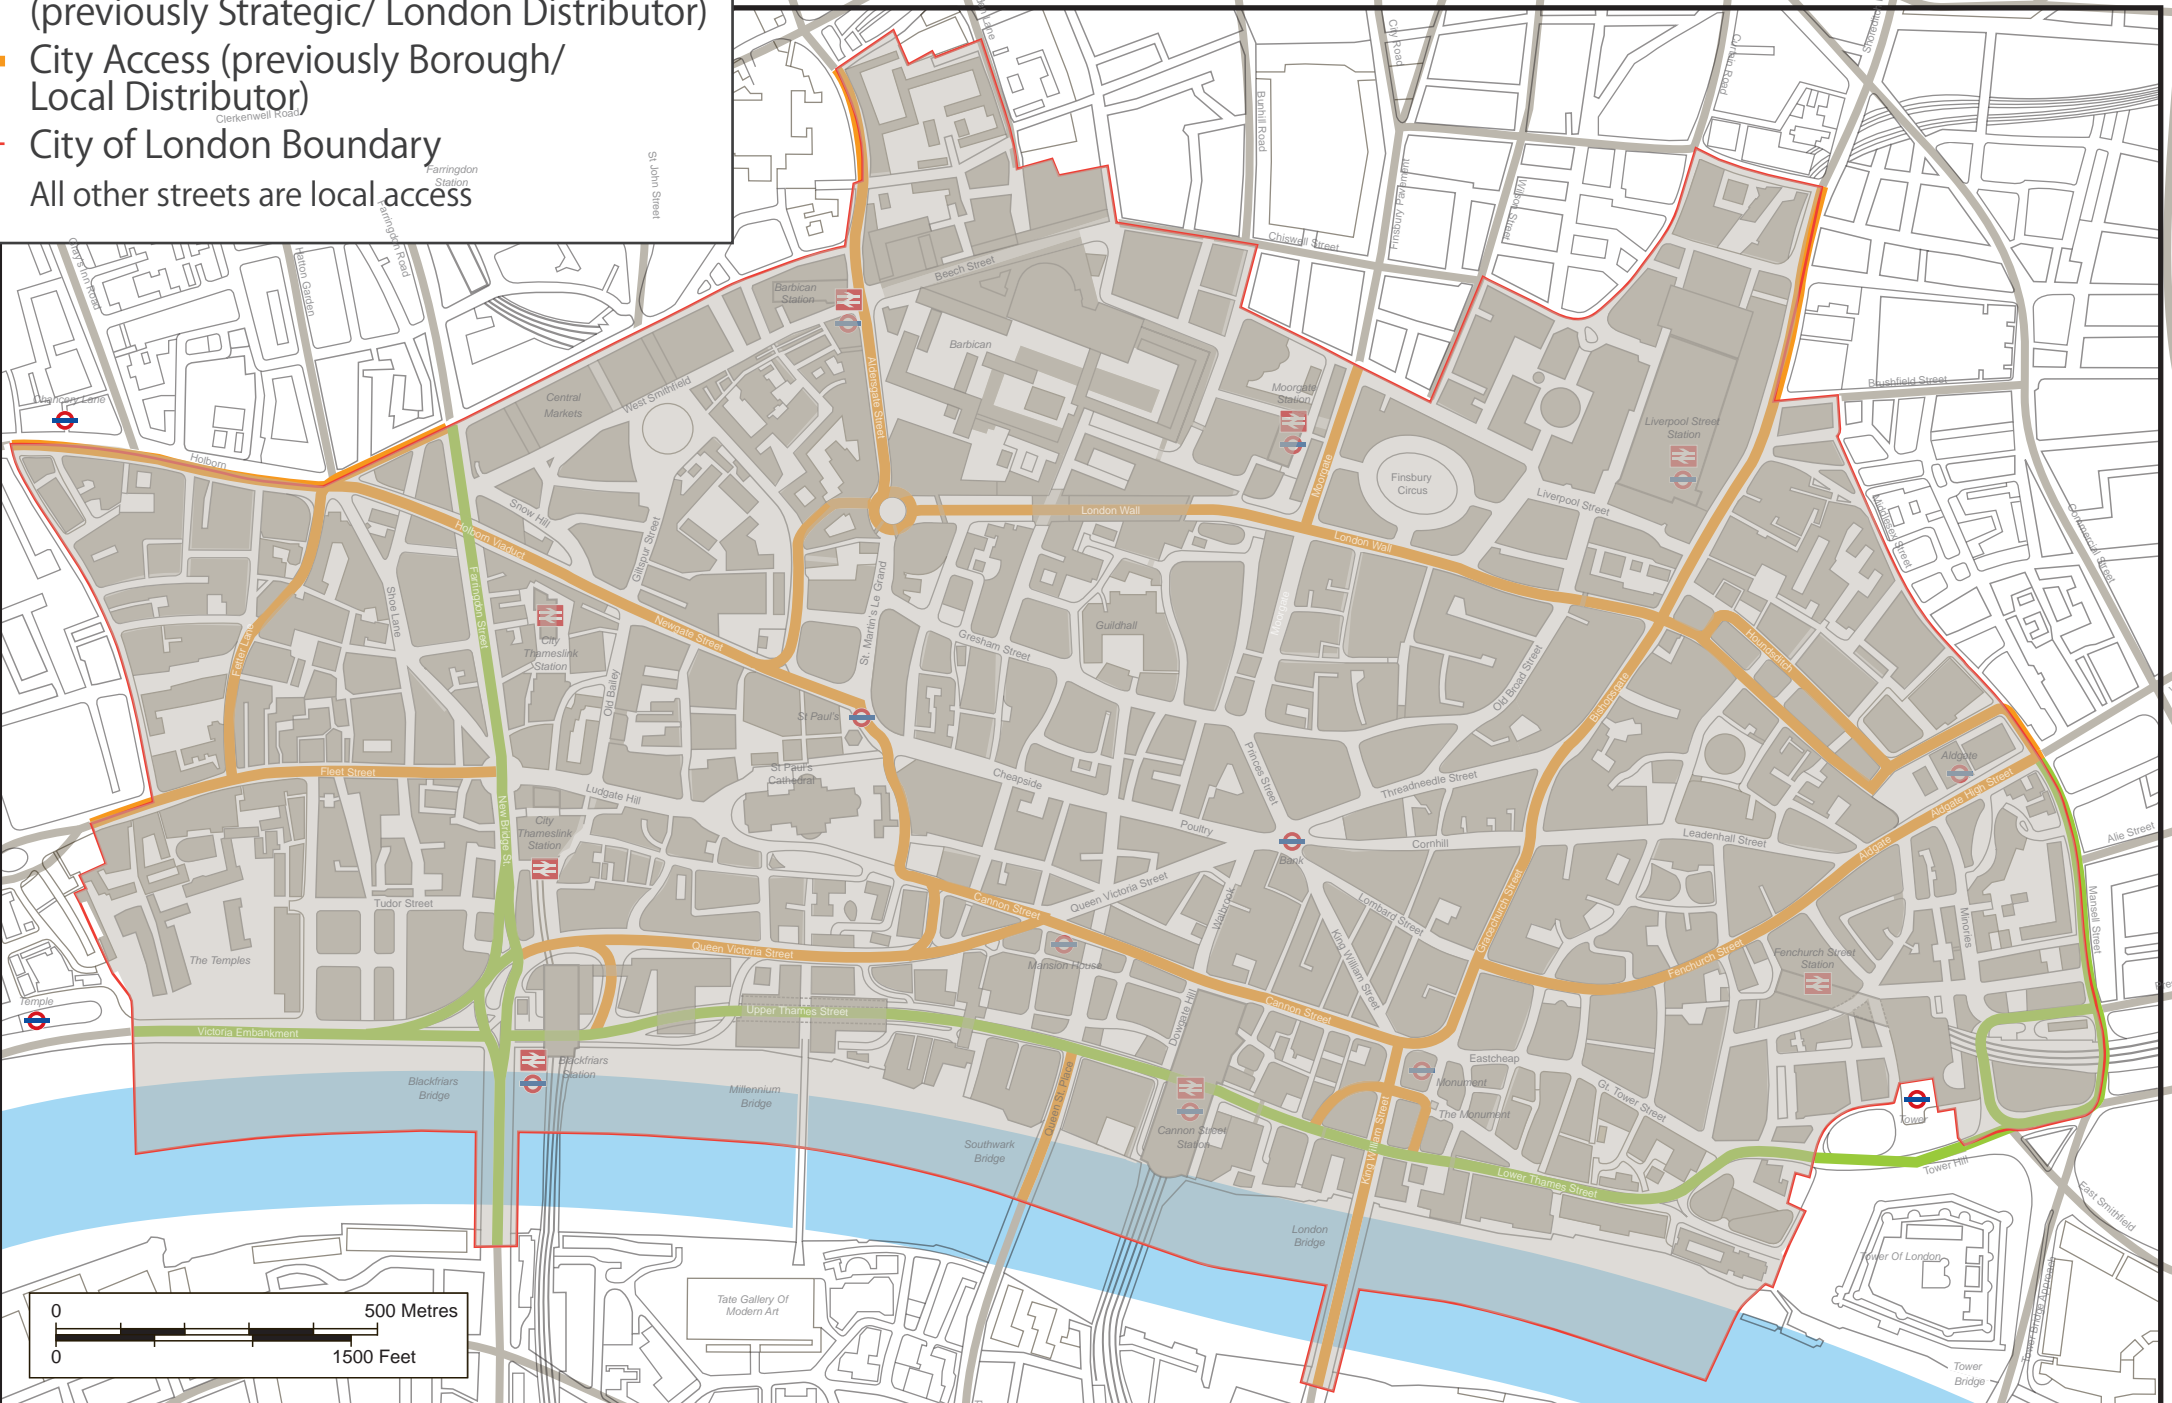 (previously Strategic/ London Distributor)
City Access (previously Borough/
Local Distributor)
City of London Boundary
All other streets are local access
Clerkenwell Road
Farringdon
Station
St John Street
Farringdon Road
Hatton Garden
Gray's Inn Road
Chancery Lane
Holborn
City Road
Bunhill Road
Finsbury Pavement
Wilson Street
Curtain Road
Chiswell Street
Beech Street
Barbican
Station
Barbican
Aldersgate Street
Central
Markets
West Smithfield
Moorgate
Station
Moorgate
Finsbury
Circus
Liverpool Street
Station
Liverpool Street
Brushfield Street
Middlesex Street
Commercial Street
Snow Hill
Holborn Viaduct
Giltspur Street
London Wall
London Wall
Farringdon Street
Shoe Lane
Fetter Lane
City
Thameslink
Station
Newgate Street
Old Bailey
St. Martin's Le Grand
Gresham Street
Guildhall
Moorgate
Old Broad Street
Bishopsgate
Houndsditch
St Paul's
St Paul's
Cathedral
Cheapside
Princes Street
Threadneedle Street
Aldgate
Aldgate High Street
Fleet Street
Ludgate Hill
New Bridge St.
City
Thameslink
Station
Poultry
Bank
Cornhill
Leadenhall Street
Aldgate
Alie Street
Tudor Street
Cannon Street
Queen Victoria Street
Walbrook
Lombard Street
King William Street
Gracechurch Street
Fenchurch Street
Fenchurch Street
Station
Minories
Mansell Street
The Temples
Queen Victoria Street
Mansion House
Temple
Victoria Embankment
Upper Thames Street
Dowgate Hill
Cannon Street
Eastcheap
Monument
The Monument
Gt. Tower Street
Blackfriars
Station
Blackfriars
Bridge
Millennium
Bridge
Queen St. Place
Southwark
Bridge
Cannon Street
Station
King William Street
Lower Thames Street
Tower
Tower Hill
East Smithfield
Tower Of London
London
Bridge
Tower Bridge Approach
Tower
Bridge
Tate Gallery Of
Modern Art
0
500 Metres
0
1500 Feet